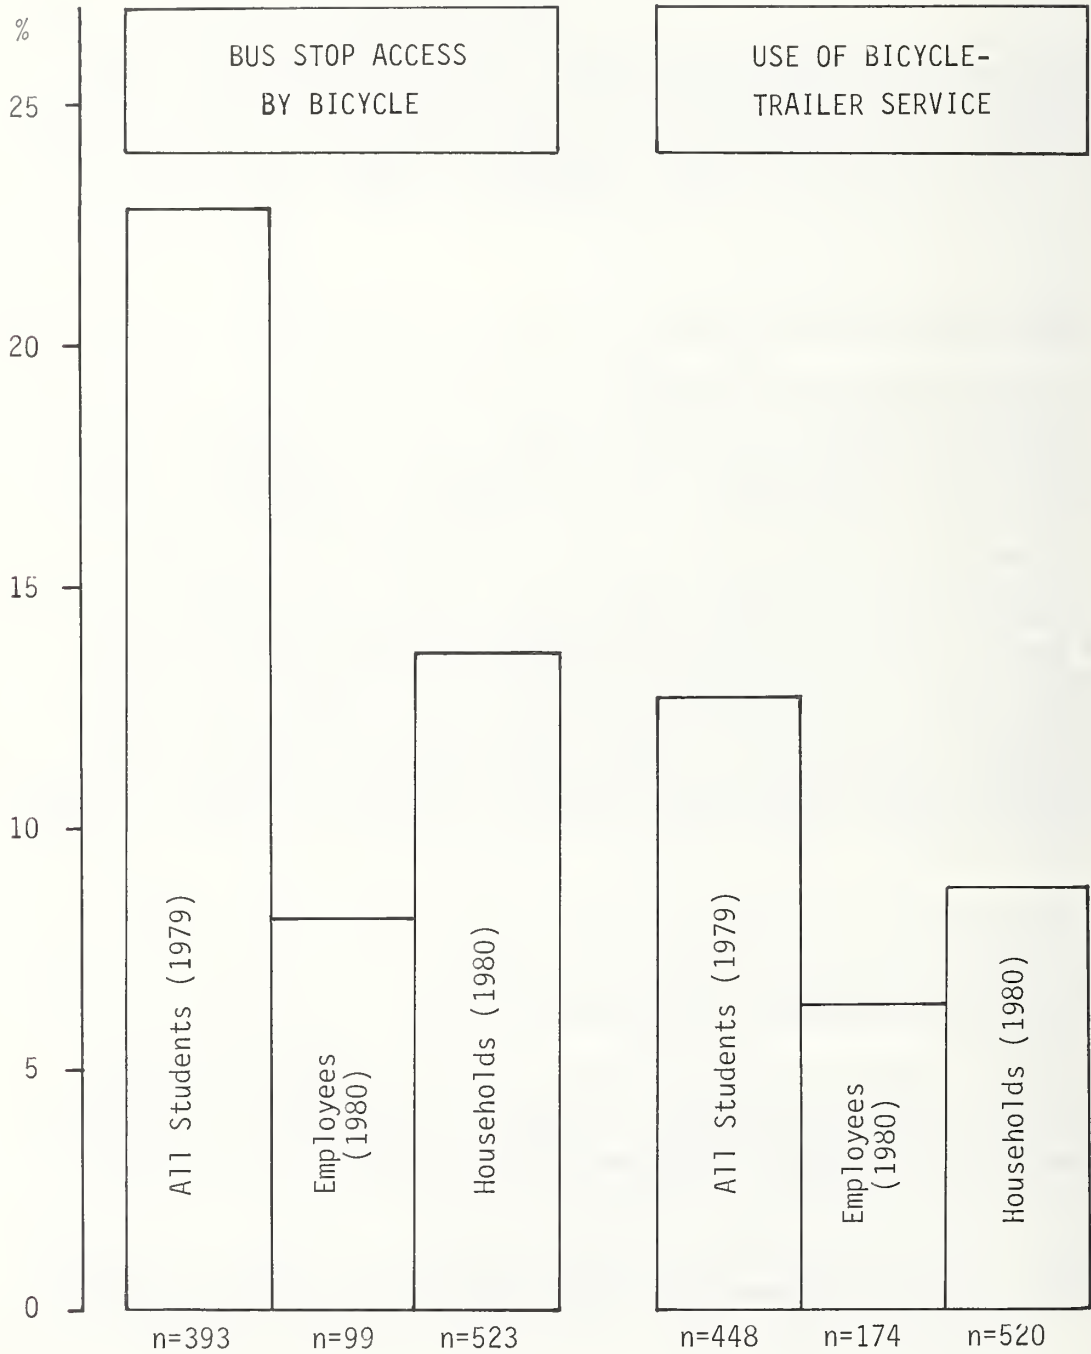 %
BUS STOP ACCESS
BY BICYCLE
USE OF BICYCLE-
TRAILER SERVICE
25
20
15
10
5
0
All Students (1979)
Employees
(1980)
Households (1980)
All Students (1979)
Employees
(1980)
Households (1980)
n=393
n=99
n=523
n=448
n=174
n=520